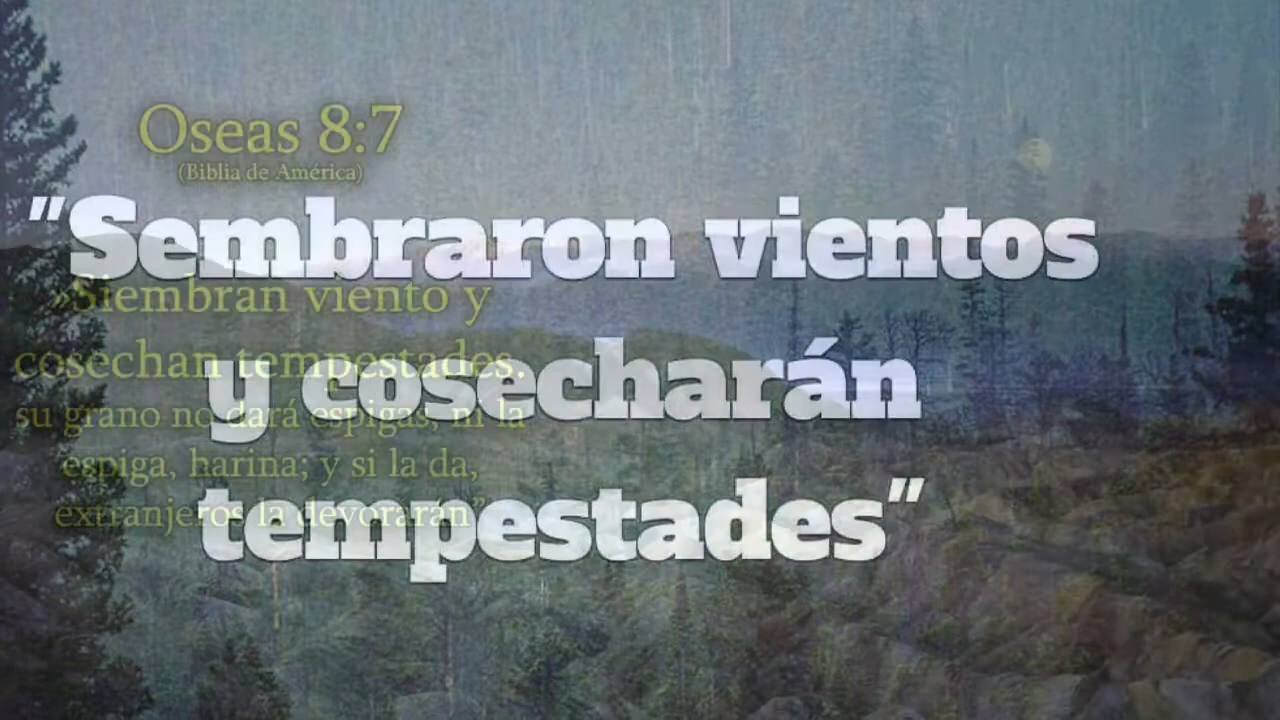 Oseas 8:7
(Biblia de América)
"Sembraron vientos
y cosecharán
tempestades"
»Siembran viento y
cosechan tempestades.
su grano no dará espigas, ni la
espiga, harina; y si la da,
extranjeros la devorarán"